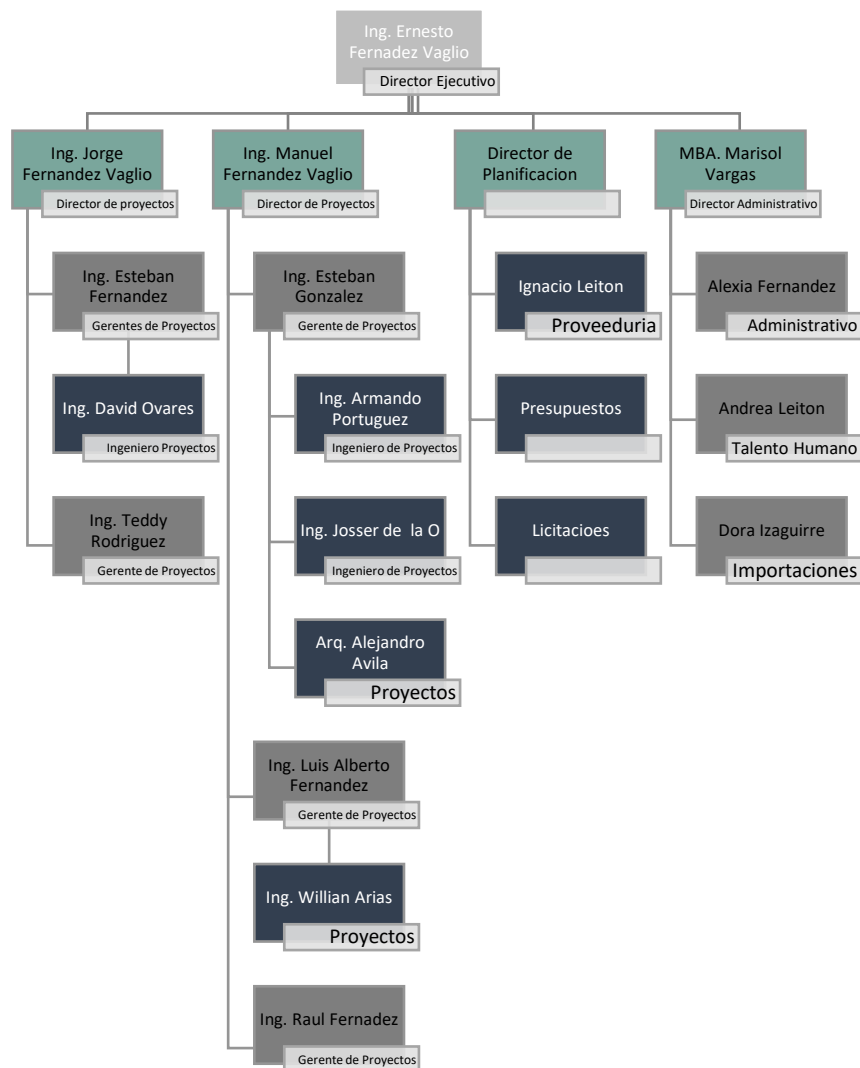 Ing. Ernesto
Fernadez Vaglio
Director Ejecutivo
Ing. Jorge
Fernandez Vaglio
Director de proyectos
Ing. Esteban
Fernandez
Gerentes de Proyectos
Ing. David Ovares
Ingeniero Proyectos
Ing. Teddy
Rodriguez
Gerente de Proyectos
Ing. Manuel
Fernandez Vaglio
Director de Proyectos
Ing. Esteban
Gonzalez
Gerente de Proyectos
Ing. Armando
Portuguez
Ingeniero de Proyectos
Ing. Josser de la O
Ingeniero de Proyectos
Arq. Alejandro
Avila
Proyectos
Ing. Luis Alberto
Fernandez
Gerente de Proyectos
Ing. Willian Arias
Proyectos
Ing. Raul Fernadez
Gerente de Proyectos
Director de
Planificacion
Ignacio Leiton
Proveeduria
Presupuestos
Licitacioes
MBA. Marisol
Vargas
Director Administrativo
Alexia Fernandez
Administrativo
Andrea Leiton
Talento Humano
Dora Izaguirre
Importaciones